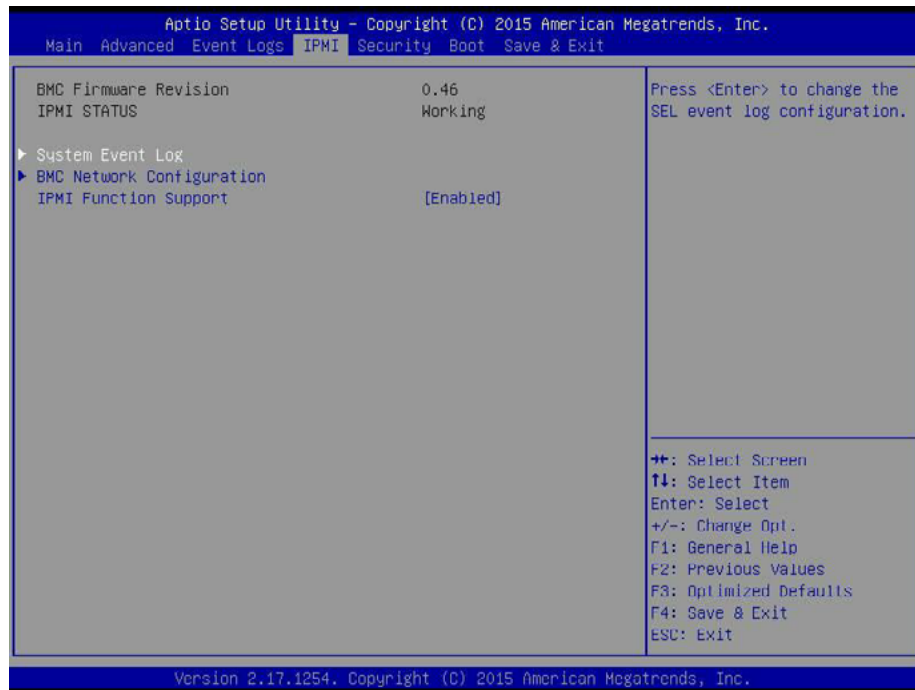 Aptio Setup Utility – Copyright (C) 2015 American Megatrends, Inc.
Main Advanced Event Logs IPMI Security Boot Save & Exit
BMC Firmware Revision 0.46
IPMI STATUS Working
System Event Log
BMC Network Configuration
IPMI Function Support [Enabled]
Press <Enter> to change the
SEL event log configuration.
→←: Select Screen
↑↓: Select Item
Enter: Select
+/-: Change Opt.
F1: General Help
F2: Previous Values
F3: Optimized Defaults
F4: Save & Exit
ESC: Exit
Version 2.17.1254. Copyright (C) 2015 American Megatrends, Inc.